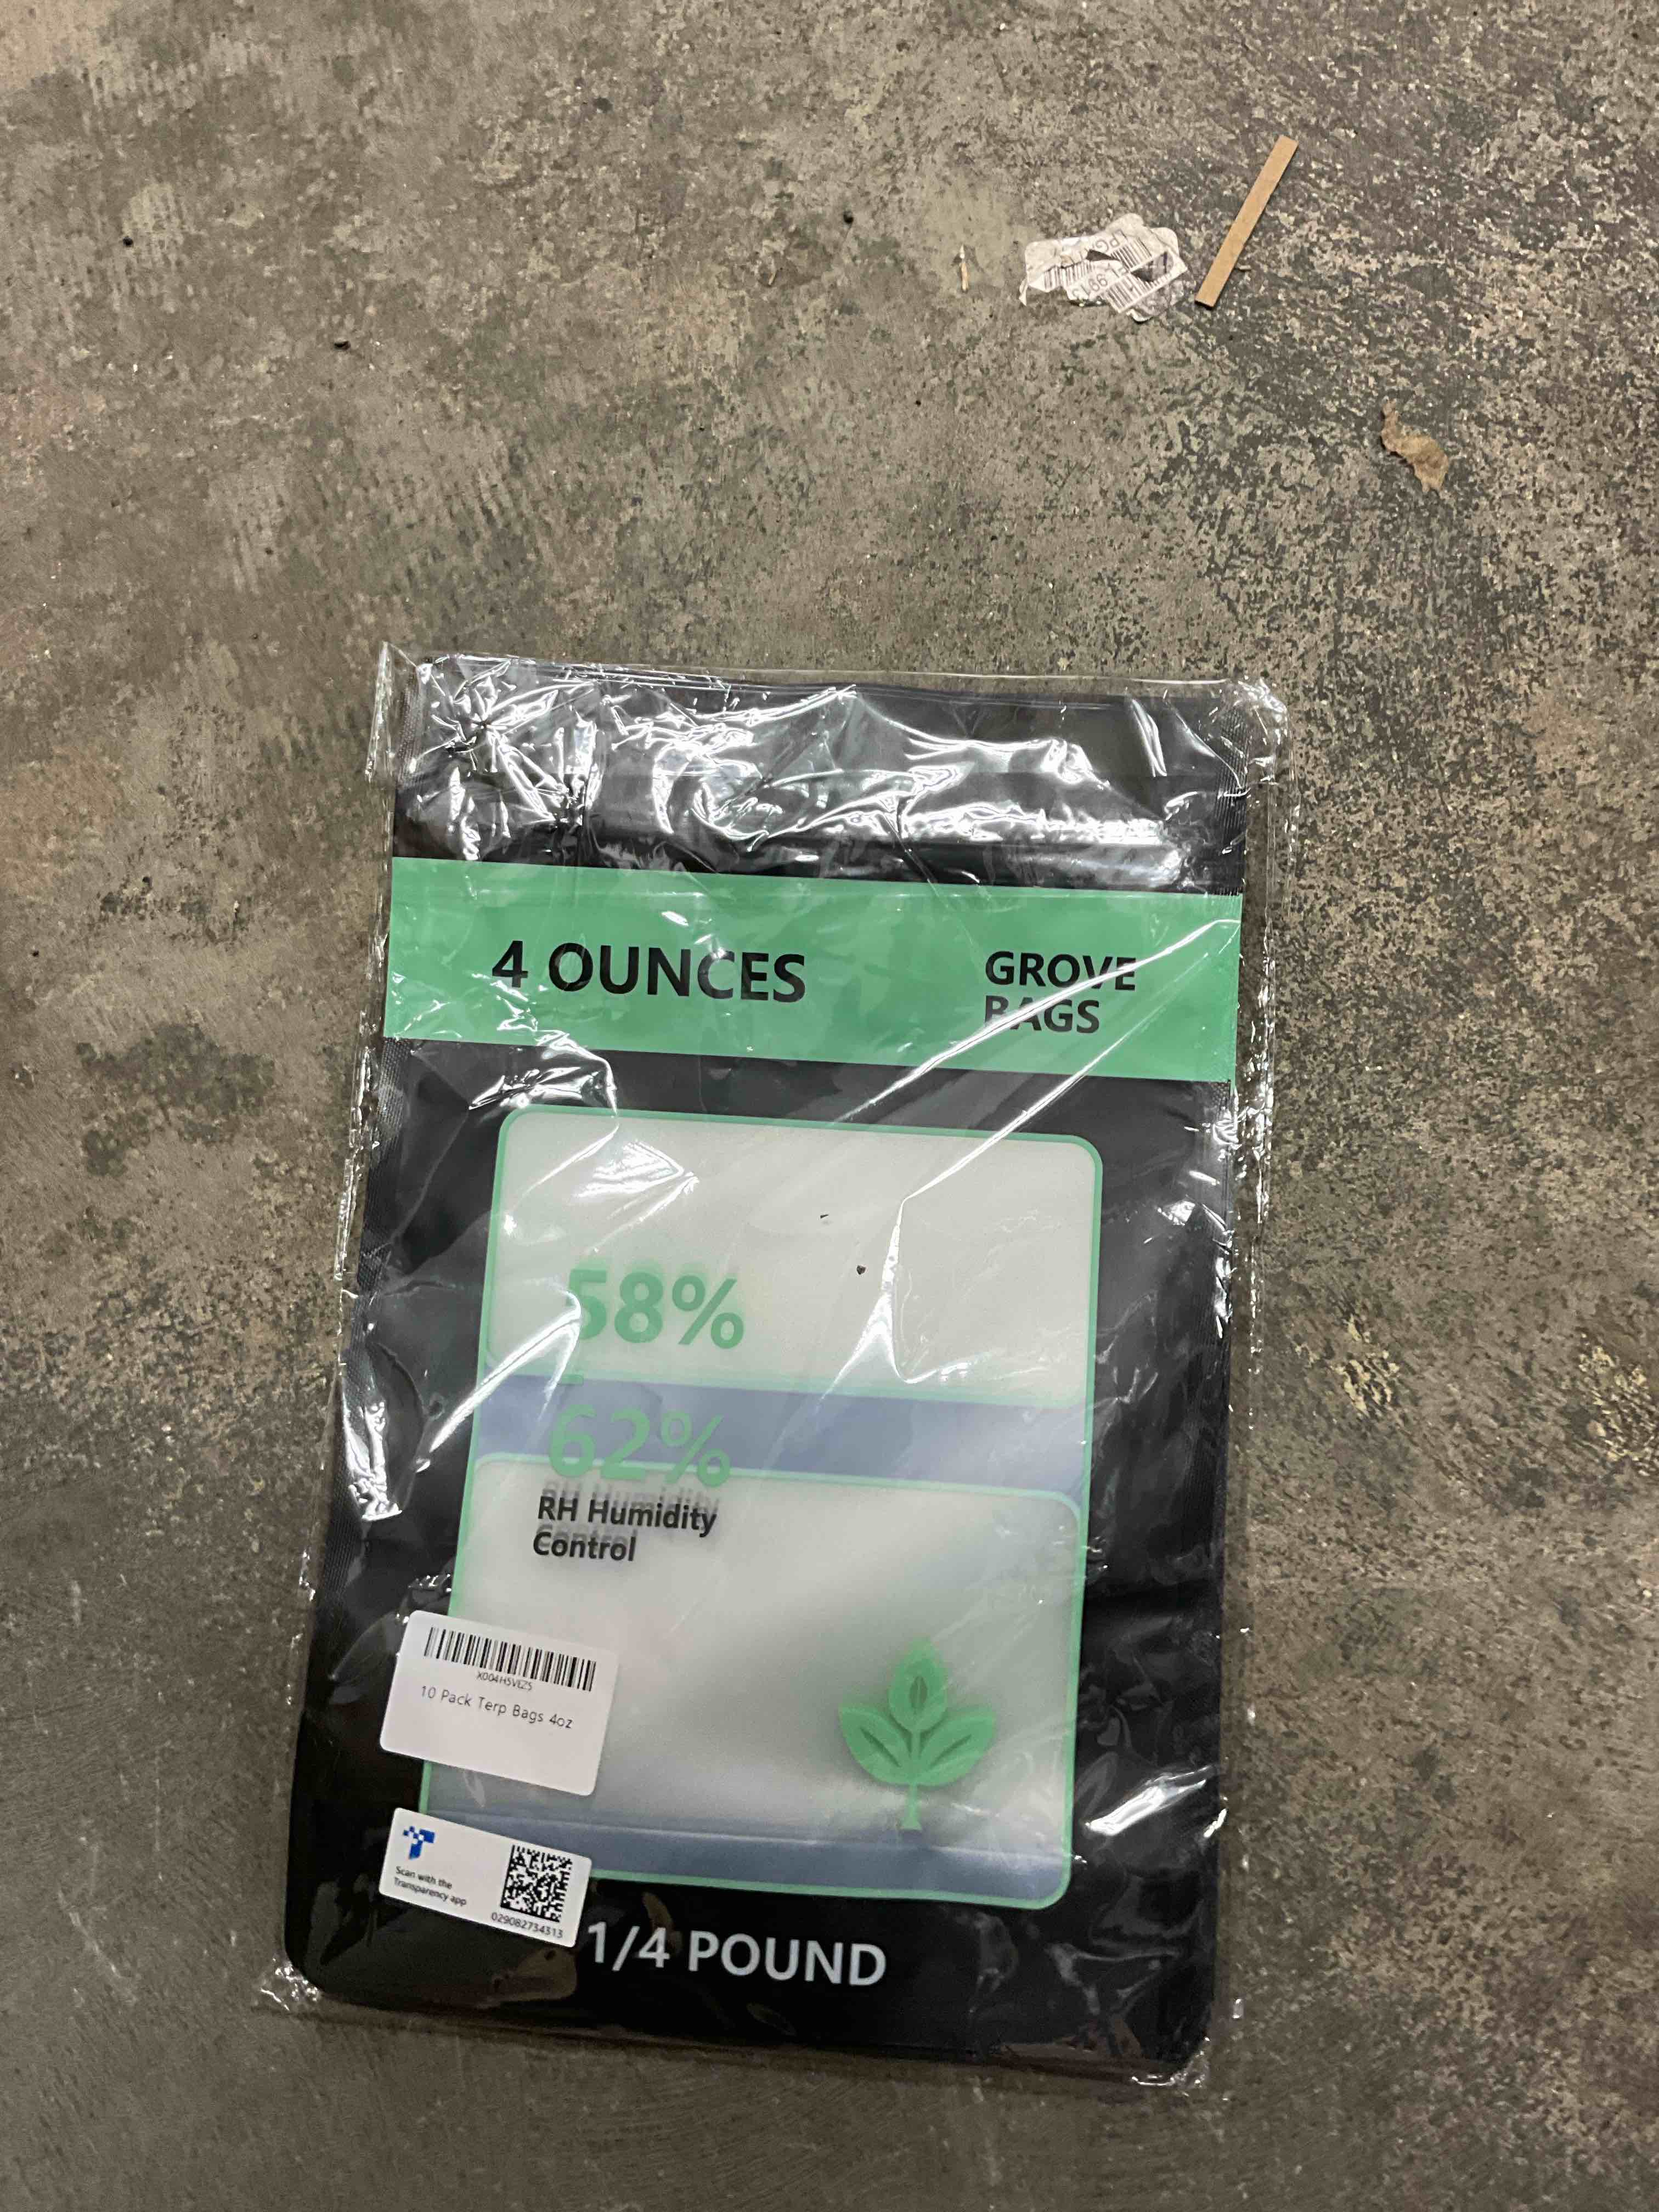 4 OUNCES
GROVE
BAGS
58%
-
62%
RH Humidity
Control
10 Pack Terp Bags 4oz
Scan with the
Transparency app
029082734313
1/4 POUND